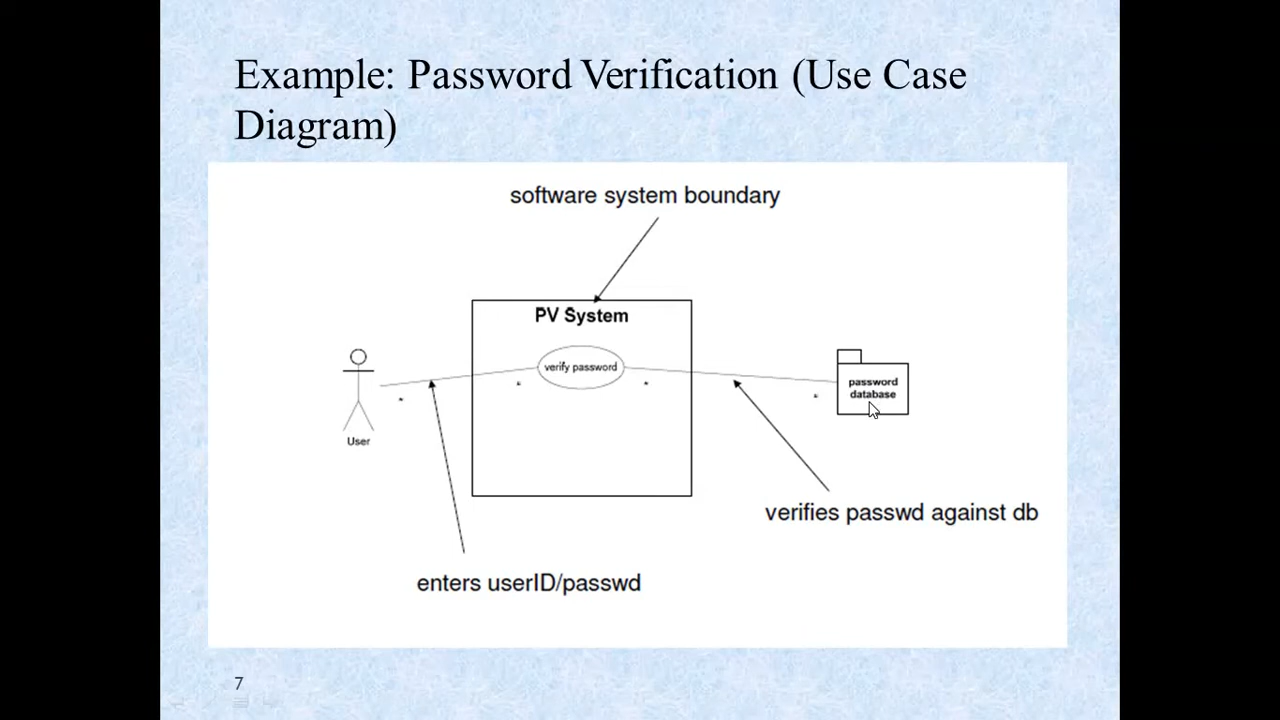 Example: Password Verification (Use Case
Diagram)
software system boundary
PV System
verify password
password
database
User
verifies passwd against db
enters userID/passwd
7